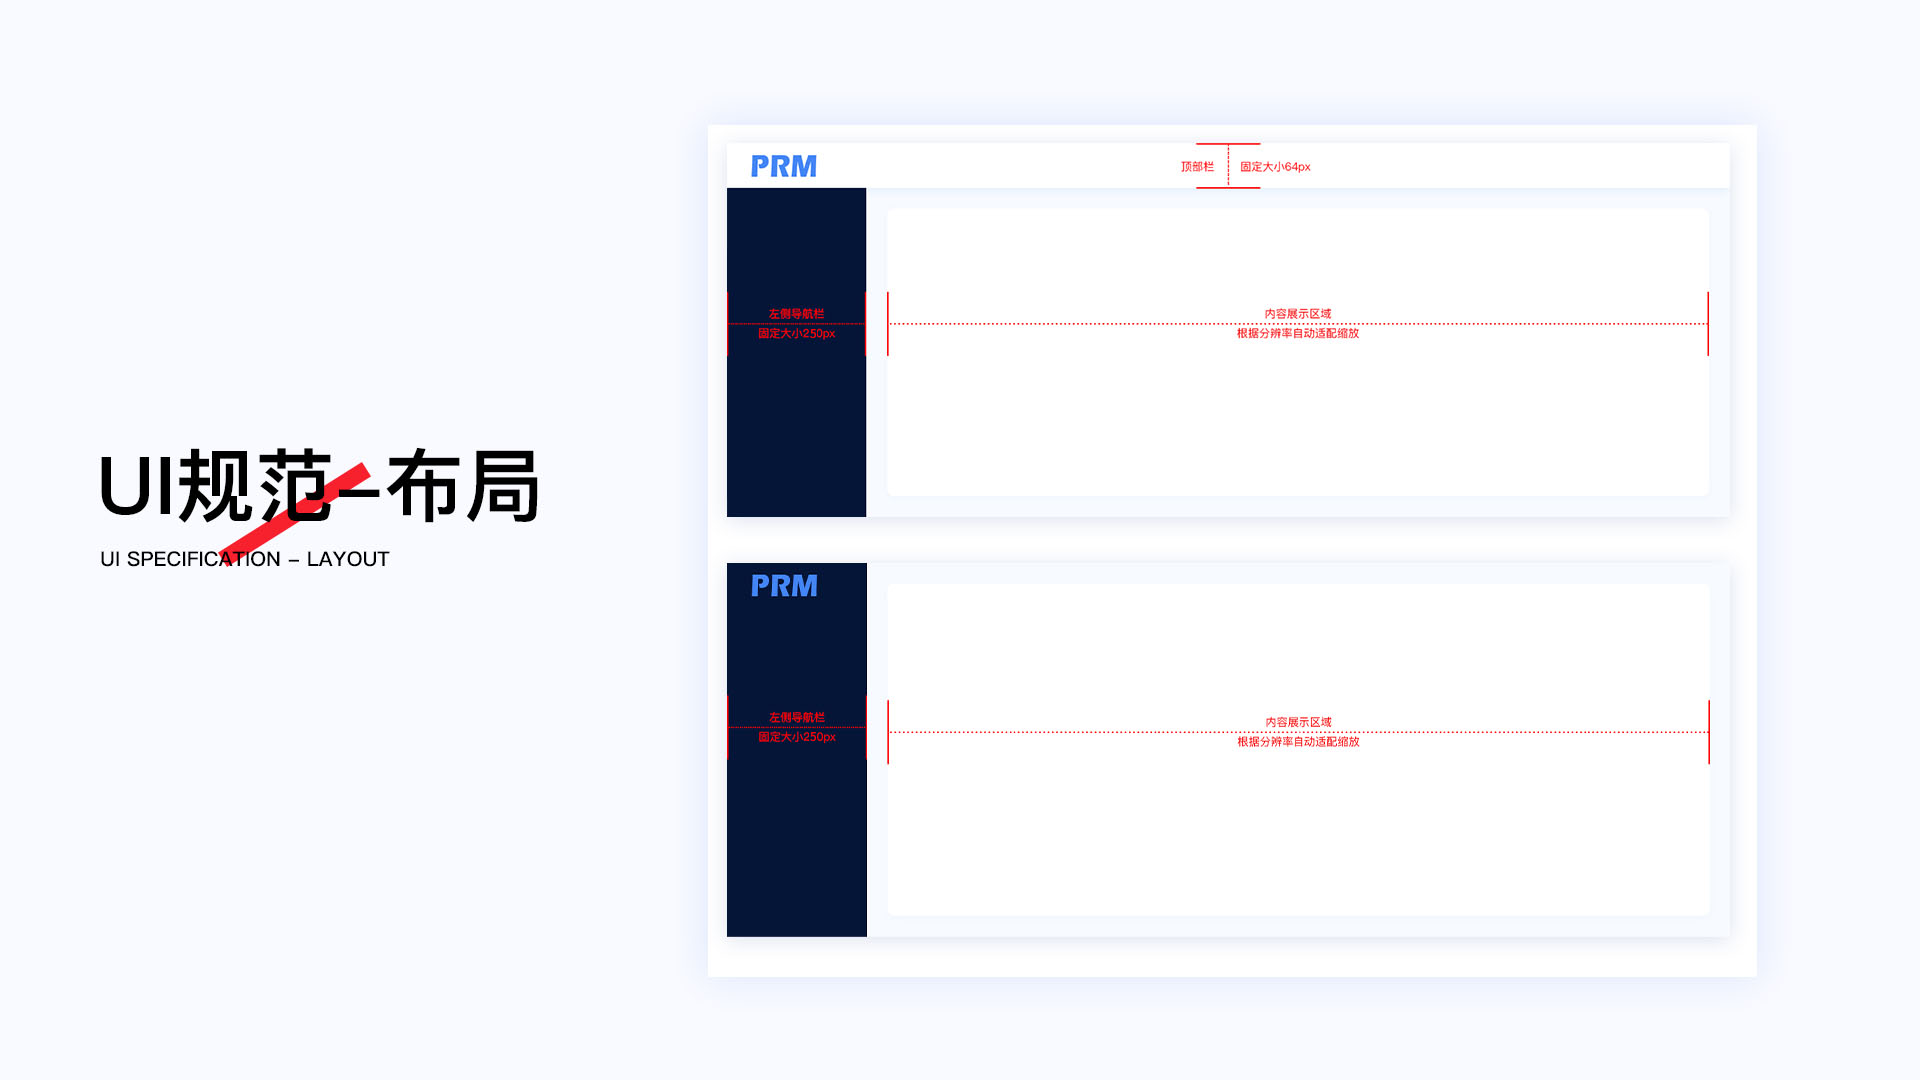 UI规范-布局
UI SPECIFICATION - LAYOUT
PRM
顶部栏 固定大小64px
左侧导航栏
固定大小250px
内容展示区域
根据分辨率自动适配缩放
PRM
左侧导航栏
固定大小250px
内容展示区域
根据分辨率自动适配缩放